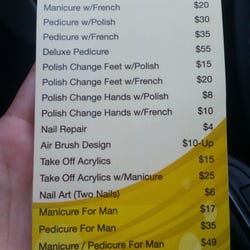 Manicure w/French $20
Pedicure w/Polish $30
Pedicure w/French $35
Deluxe Pedicure $55
Polish Change Feet w/Polish $15
Polish Change Feet w/French $20
Polish Change Hands w/Polish $8
Polish Change Hands w/French $10
Nail Repair $4
Air Brush Design $10-Up
Take Off Acrylics $15
Take Off Acrylics w/Manicure $25
Nail Art (Two Nails) $6
Manicure For Man $17
Pedicure For Man $35
Manicure / Pedicure For Man $49